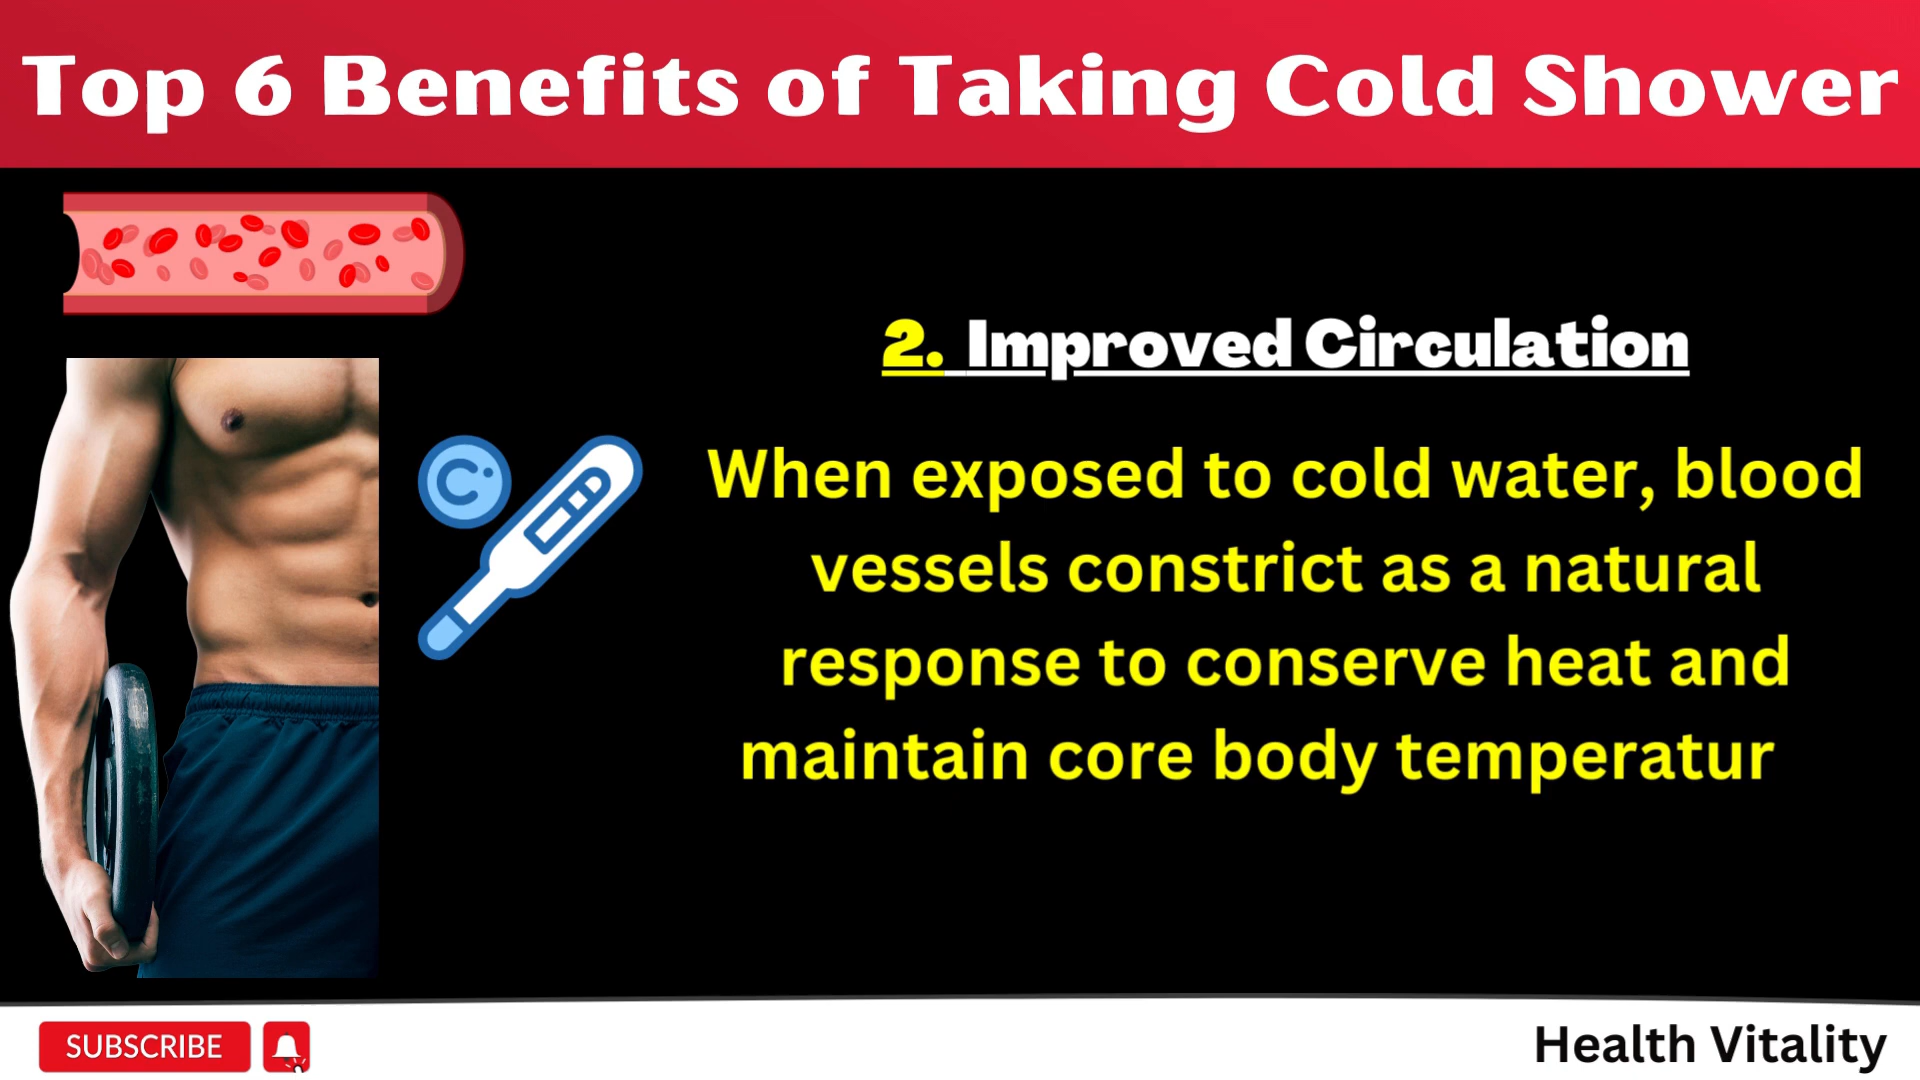 Top 6 Benefits of Taking Cold Shower
2. Improved Circulation
C
When exposed to cold water, blood
vessels constrict as a natural
response to conserve heat and
maintain core body temperatur
SUBSCRIBE
Health Vitality